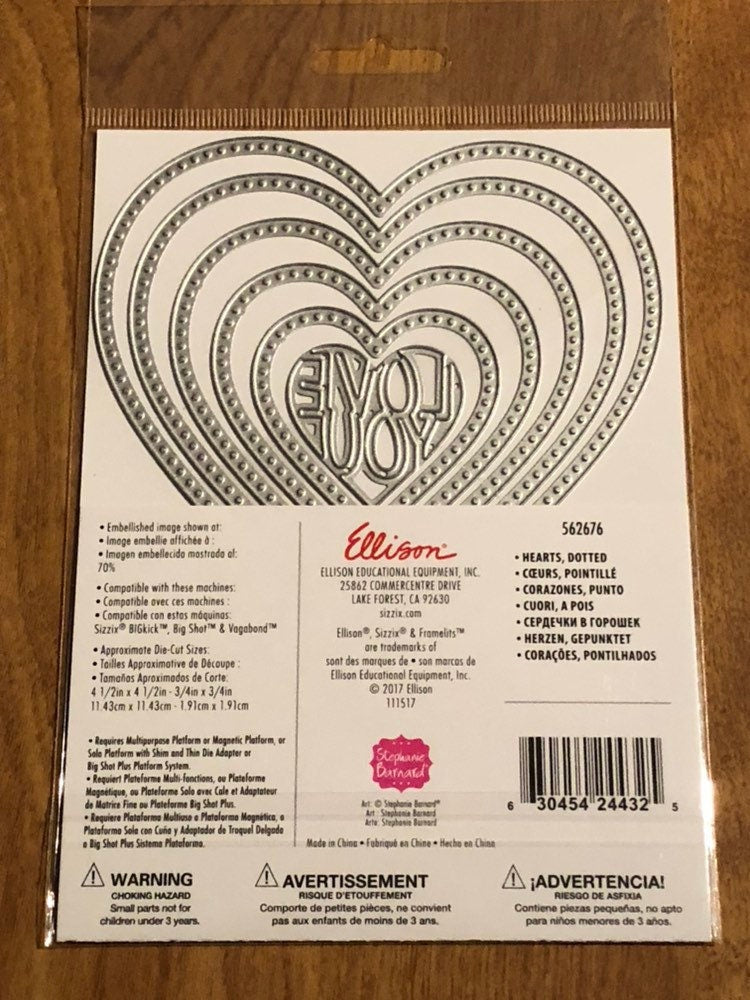 LOVE
YOU
• Embellished image shown at:
• Image embellie affichée à :
• Imagen embellecida mostrada al:
70%
• Compatible with these machines:
• Compatible avec ces machines :
• Compatible con estas máquinas:
Sizzix® BIGkick™, Big Shot™ & Vagabond™
• Approximate Die-Cut Sizes:
• Tailles Approximative de Découpe :
• Tamaños Aproximados de Corte:
4 1/2in x 4 1/2in - 3/4in x 3/4in
11.43cm x 11.43cm - 1.91cm x 1.91cm
• Requires Multipurpose Platform or Magnetic Platform, or
Solo Platform with Shim and Thin Die Adapter or
Big Shot Plus Platform System.
• Requiert Plateforme Multi-fonctions, ou Plateforme
Magnétique, ou Plateforme Solo avec Cale et Adaptateur
de Matrice Fine ou Plateforme Big Shot Plus.
• Requiere Plataforma Multiuso o Plataforma Magnética, o
Plataforma Solo con Cuña y Adaptador de Troquel Delgado
o Big Shot Plus Sistema Plataforma.
Ellison®
ELLISON EDUCATIONAL EQUIPMENT, INC.
25862 COMMERCENTRE DRIVE
LAKE FOREST, CA 92630
sizzix.com
Ellison®, Sizzix® & Framelits™
are trademarks of
sont des marques de • son marcas de
Ellison Educational Equipment, Inc.
© 2017 Ellison
111517
Stephanie
Barnard
Art: © Stephanie Barnard®
Art : Stephanie Barnard
Arte: Stephanie Barnard
Made in China • Fabriqué en Chine • Hecho en China
562676
• HEARTS, DOTTED
• CŒURS, POINTILLÉ
• CORAZONES, PUNTO
• CUORI, A POIS
• СЕРДЕЧКИ В ГОРОШЕК
• HERZEN, GEPUNKTET
• CORAÇÕES, PONTILHADOS
6 30454 24432 5
WARNING
CHOKING HAZARD
Small parts not for
children under 3 years.
AVERTISSEMENT
RISQUE D'ETOUFFEMENT
Comporte de petites pièces, ne convient
pas aux enfants de moins de 3 ans.
¡ADVERTENCIA!
RIESGO DE ASFIXIA
Contiene piezas pequeñas, no apto
para niños menores de 3 años.